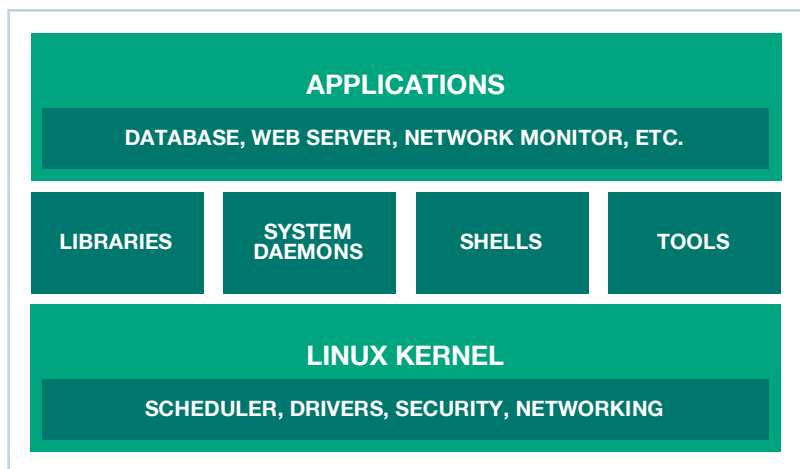 APPLICATIONS
DATABASE, WEB SERVER, NETWORK MONITOR, ETC.
LIBRARIES
SYSTEM
DAEMONS
SHELLS
TOOLS
LINUX KERNEL
SCHEDULER, DRIVERS, SECURITY, NETWORKING